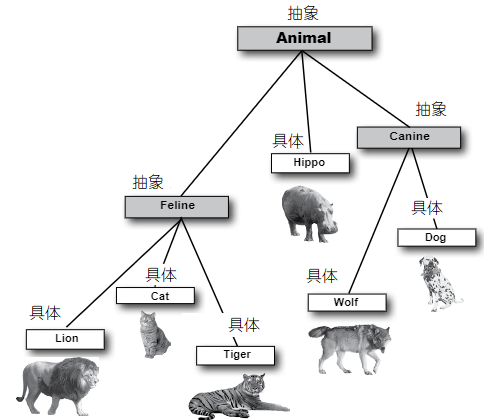 抽象
Animal
抽象
Canine
具体
Hippo
抽象
Feline
具体
Dog
具体
Cat
具体
Wolf
具体
Lion
具体
Tiger